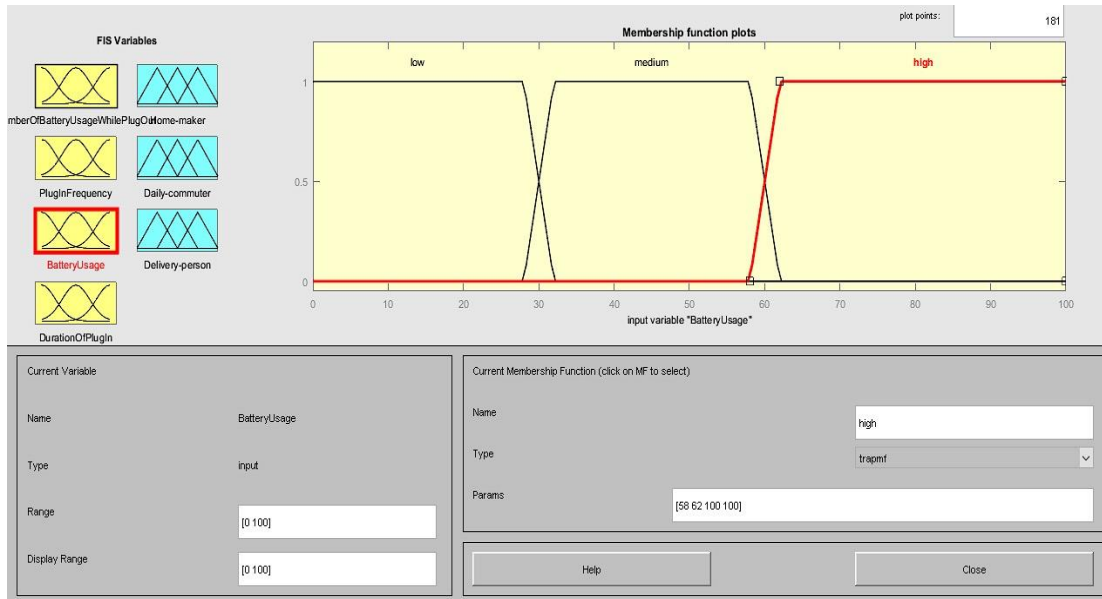 plot points: 181
FIS Variables
Membership function plots
low medium high
1
0.5
0
0 10 20 30 40 50 60 70 80 90 100
input variable "BatteryUsage"
mberOfBatteryUsageWhilePlugOut
Home-maker
PlugInFrequency
Daily-commuter
BatteryUsage
Delivery-person
DurationOfPlugIn
Current Variable
Name BatteryUsage
Type input
Range [0 100]
Display Range [0 100]
Current Membership Function (click on MF to select)
Name high
Type trapmf
Params [58 62 100 100]
Help Close